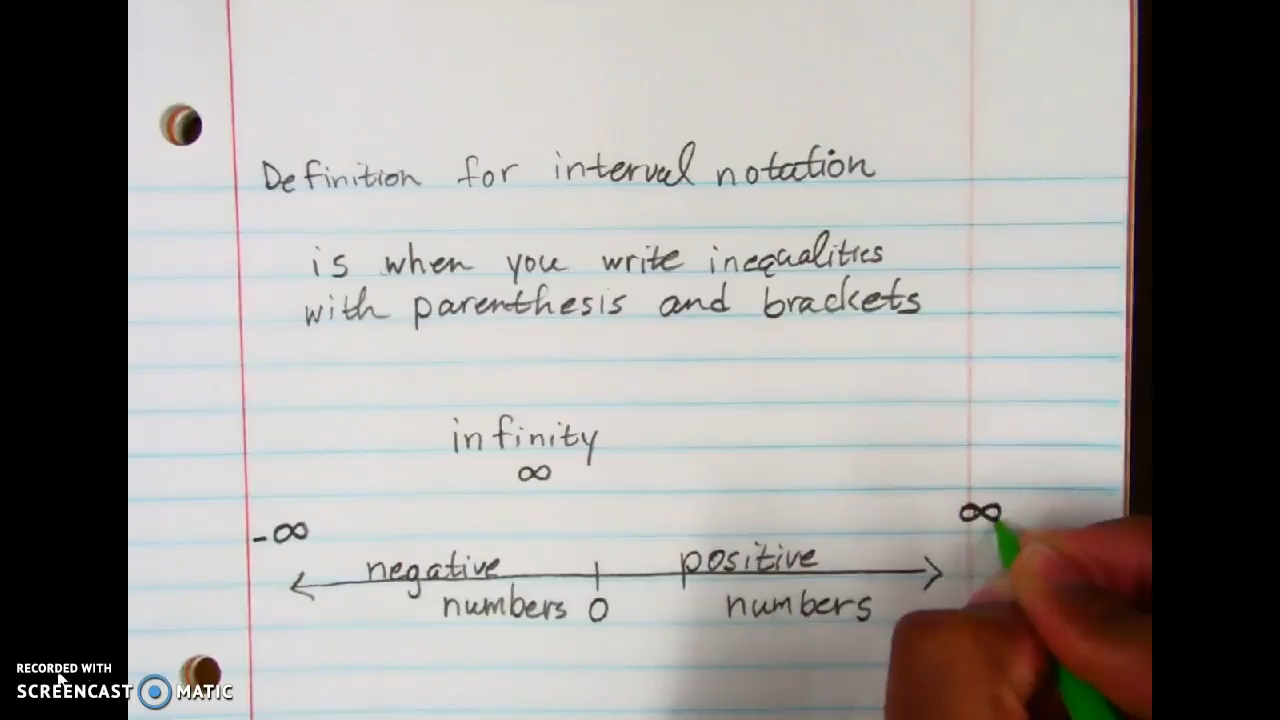 Definition for interval notation
is when you write inequalities
with parenthesis and brackets
infinity
∞
-∞ ∞
negative positive
numbers 0 numbers
RECORDED WITH
SCREENCAST MATIC